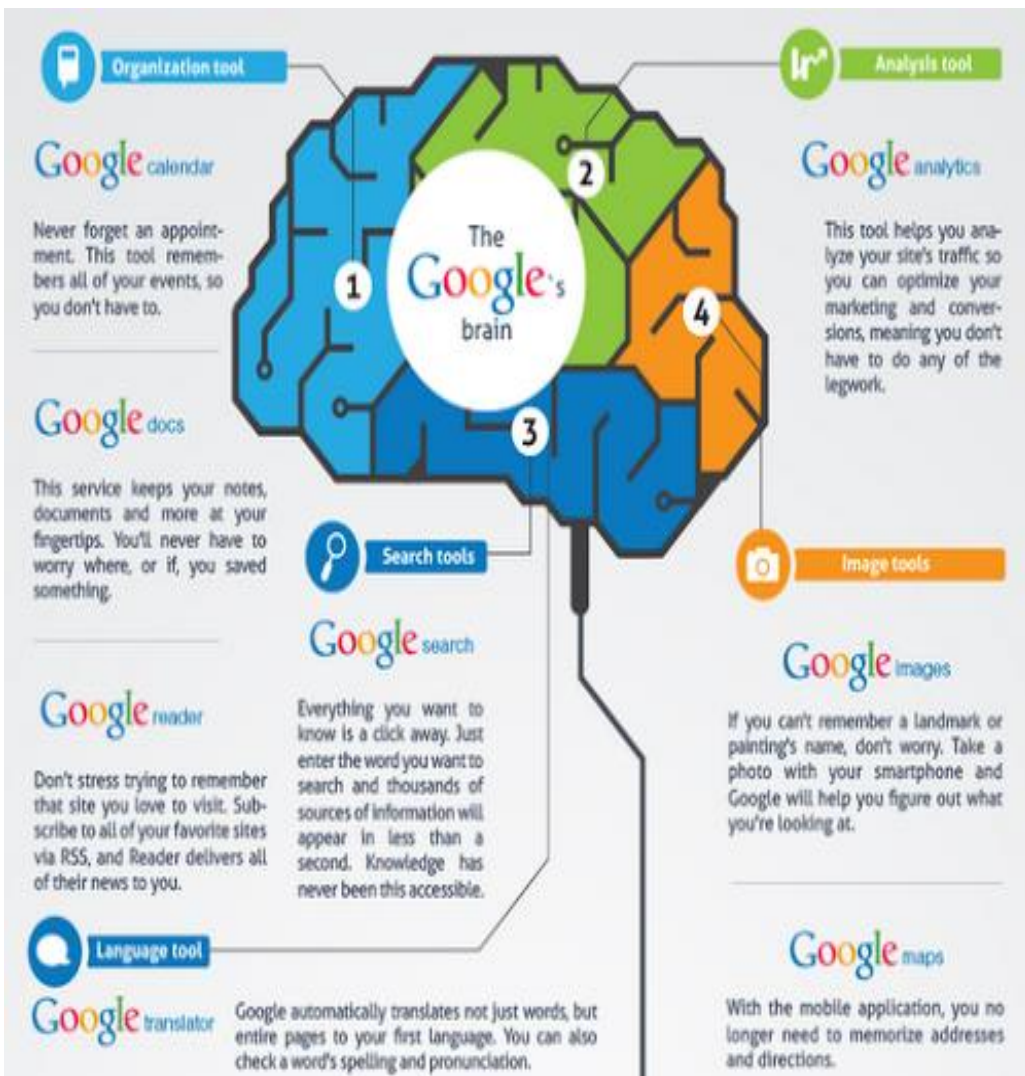 Organization tool
Google calendar
Never forget an appoint-
ment. This tool remem-
bers all of your events, so
you don't have to.
Google docs
This service keeps your notes,
documents and more at your
fingertips. You'll never have to
worry where, or if, you saved
something.
Google reader
Don't stress trying to remember
that site you love to visit. Sub-
scribe to all of your favorite sites
via RSS, and Reader delivers all
of their news to you.
The
Google`s
brain
1
2
3
4
Analysis tool
Google analytics
This tool helps you ana-
lyze your site's traffic so
you can optimize your
marketing and conver-
sions, meaning you don't
have to do any of the
legwork.
Search tools
Google search
Everything you want to
know is a click away. Just
enter the word you want to
search and thousands of
sources of information will
appear in less than a
second. Knowledge has
never been this accessible.
Image tools
Google images
If you can't remember a landmark or
painting's name, don't worry. Take a
photo with your smartphone and
Google will help you figure out what
you're looking at.
Google maps
With the mobile application, you no
longer need to memorize addresses
and directions.
Language tool
Google translator
Google automatically translates not just words, but
entire pages to your first language. You can also
check a word's spelling and pronunciation.